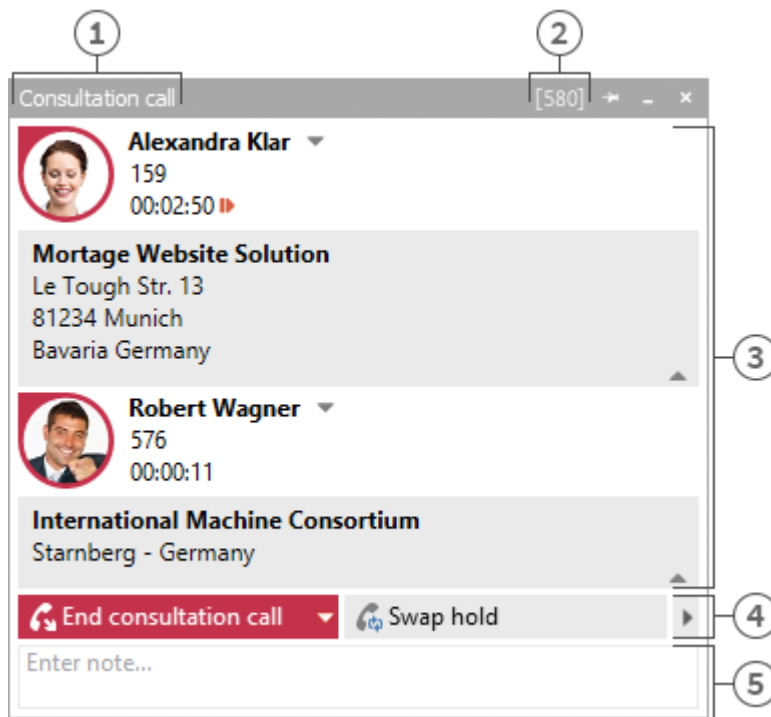 1
2
Consultation call [580]
Alexandra Klar
159
00:02:50
Mortage Website Solution
Le Tough Str. 13
81234 Munich
Bavaria Germany
3
Robert Wagner
576
00:00:11
International Machine Consortium
Starnberg - Germany
End consultation call
Swap hold
4
Enter note...
5